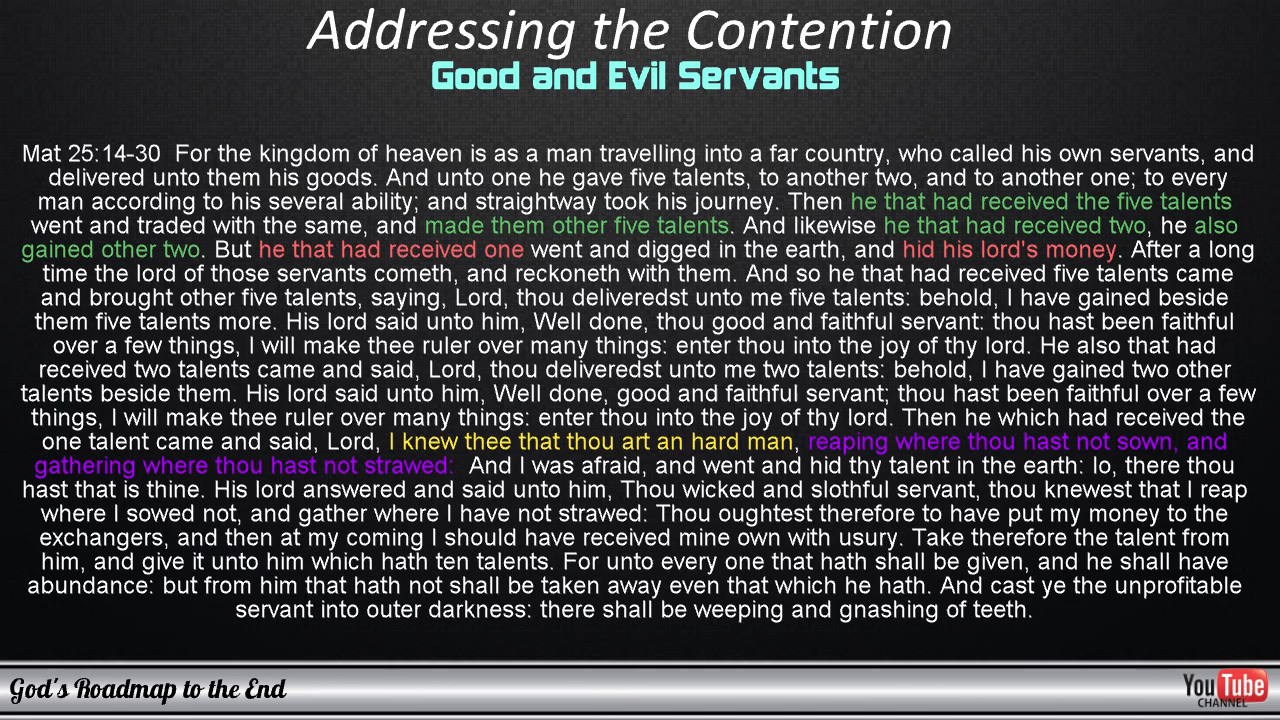 Addressing the Contention
Good and Evil Servants
Mat 25:14-30  For the kingdom of heaven is as a man travelling into a far country, who called his own servants, and
delivered unto them his goods. And unto one he gave five talents, to another two, and to another one; to every
man according to his several ability; and straightway took his journey. Then he that had received the five talents
went and traded with the same, and made them other five talents. And likewise he that had received two, he also
gained other two. But he that had received one went and digged in the earth, and hid his lord's money. After a long
time the lord of those servants cometh, and reckoneth with them. And so he that had received five talents came
and brought other five talents, saying, Lord, thou deliveredst unto me five talents: behold, I have gained beside
them five talents more. His lord said unto him, Well done, thou good and faithful servant: thou hast been faithful
over a few things, I will make thee ruler over many things: enter thou into the joy of thy lord. He also that had
received two talents came and said, Lord, thou deliveredst unto me two talents: behold, I have gained two other
talents beside them. His lord said unto him, Well done, good and faithful servant; thou hast been faithful over a few
things, I will make thee ruler over many things: enter thou into the joy of thy lord. Then he which had received the
one talent came and said, Lord, I knew thee that thou art an hard man, reaping where thou hast not sown, and
gathering where thou hast not strawed:  And I was afraid, and went and hid thy talent in the earth: lo, there thou
hast that is thine. His lord answered and said unto him, Thou wicked and slothful servant, thou knewest that I reap
where I sowed not, and gather where I have not strawed: Thou oughtest therefore to have put my money to the
exchangers, and then at my coming I should have received mine own with usury. Take therefore the talent from
him, and give it unto him which hath ten talents. For unto every one that hath shall be given, and he shall have
abundance: but from him that hath not shall be taken away even that which he hath. And cast ye the unprofitable
servant into outer darkness: there shall be weeping and gnashing of teeth.
God's Roadmap to the End
YouTube
CHANNEL